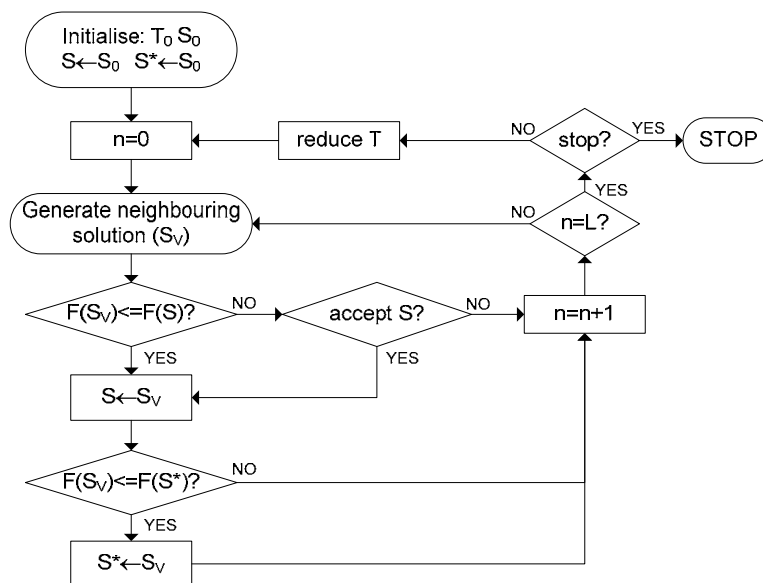 Initialise: T₀ S₀
S←S₀ S*←S₀
n=0
reduce T
NO
stop?
YES
STOP
YES
Generate neighbouring
solution (Sᵥ)
NO
n=L?
F(Sᵥ)<=F(S)?
NO
accept S?
NO
n=n+1
YES
YES
S←Sᵥ
F(Sᵥ)<=F(S*)?
NO
YES
S*←Sᵥ